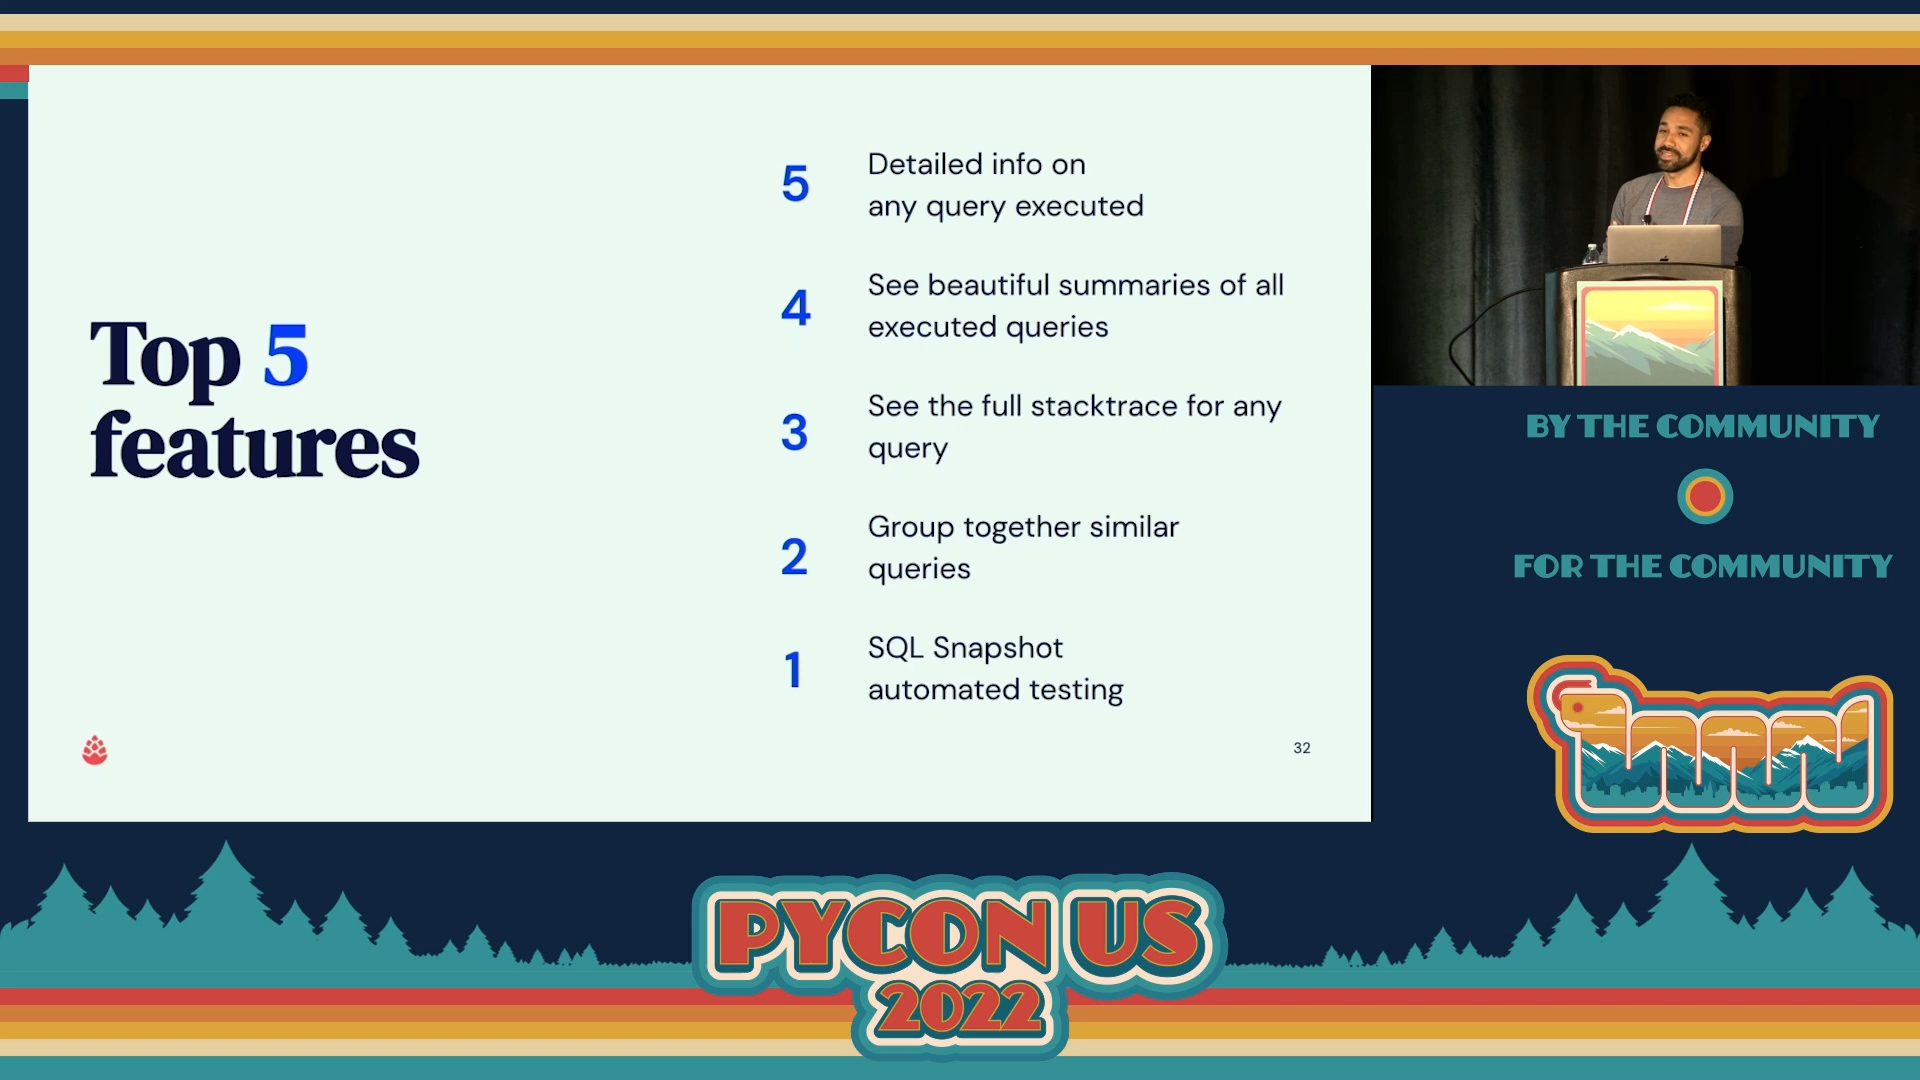 Top 5
features
5
Detailed info on
any query executed
4
See beautiful summaries of all
executed queries
3
See the full stacktrace for any
query
2
Group together similar
queries
1
SQL Snapshot
automated testing
32
BY THE COMMUNITY
FOR THE COMMUNITY
PYCON US
2022